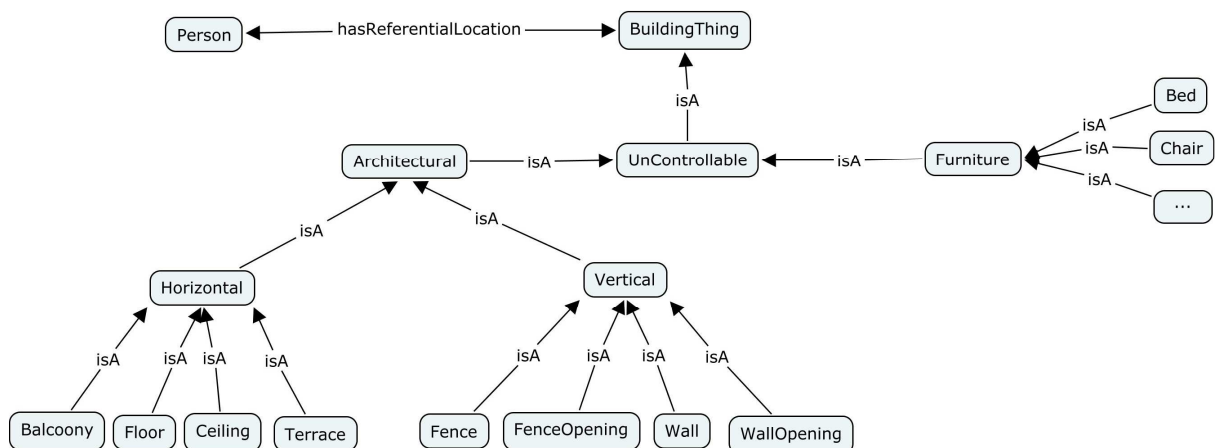 Person
hasReferentialLocation
BuildingThing
isA
Bed
isA
Architectural
isA
UnControllable
isA
Furniture
isA
Chair
isA
...
isA
isA
Horizontal
Vertical
isA
isA
isA
isA
isA
isA
isA
isA
Balcoony
Floor
Ceiling
Terrace
Fence
FenceOpening
Wall
WallOpening